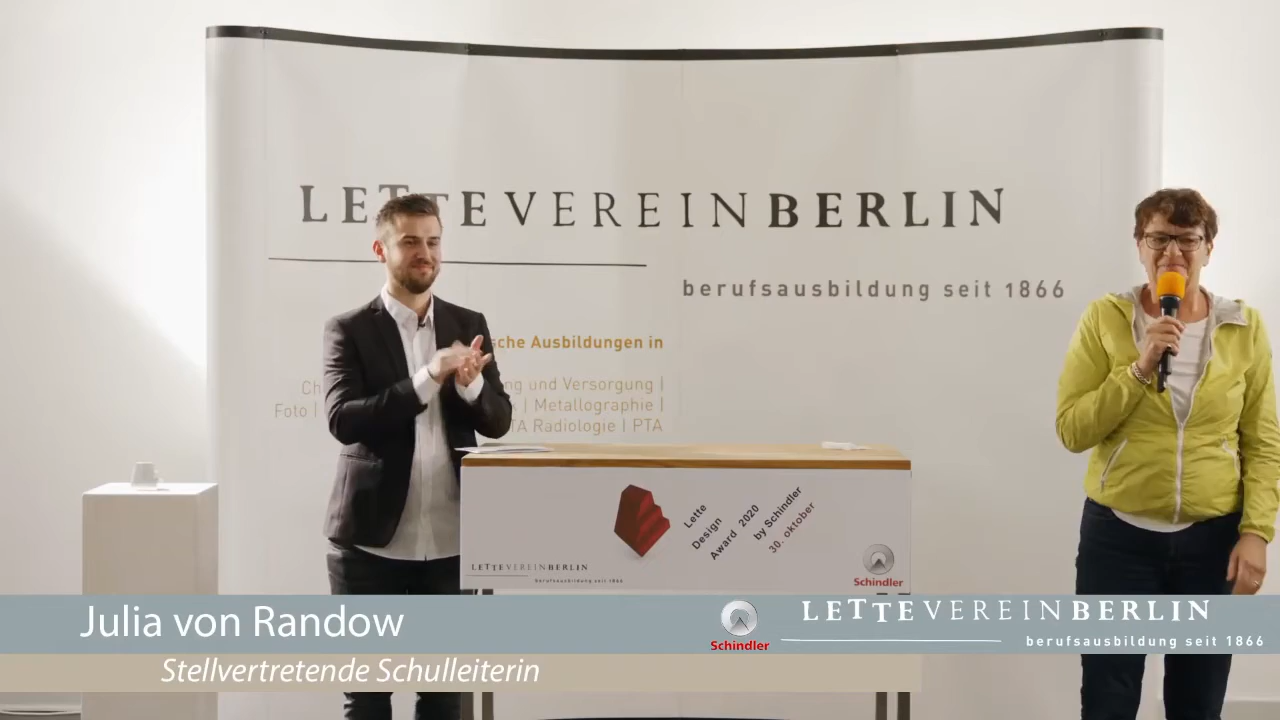 LETTEVEREINBERLIN
berufsausbildung seit 1866
sche Ausbildungen in
ng und Versorgung |
Foto | | Metallographie |
TA Radiologie | PTA
Lette
Design
Award 2020
by Schindler
30. oktober
LETTEVEREINBERLIN
berufsausbildung seit 1866
Schindler
Julia von Randow
Stellvertretende Schulleiterin
Schindler
LETTEVEREINBERLIN
berufsausbildung seit 1866